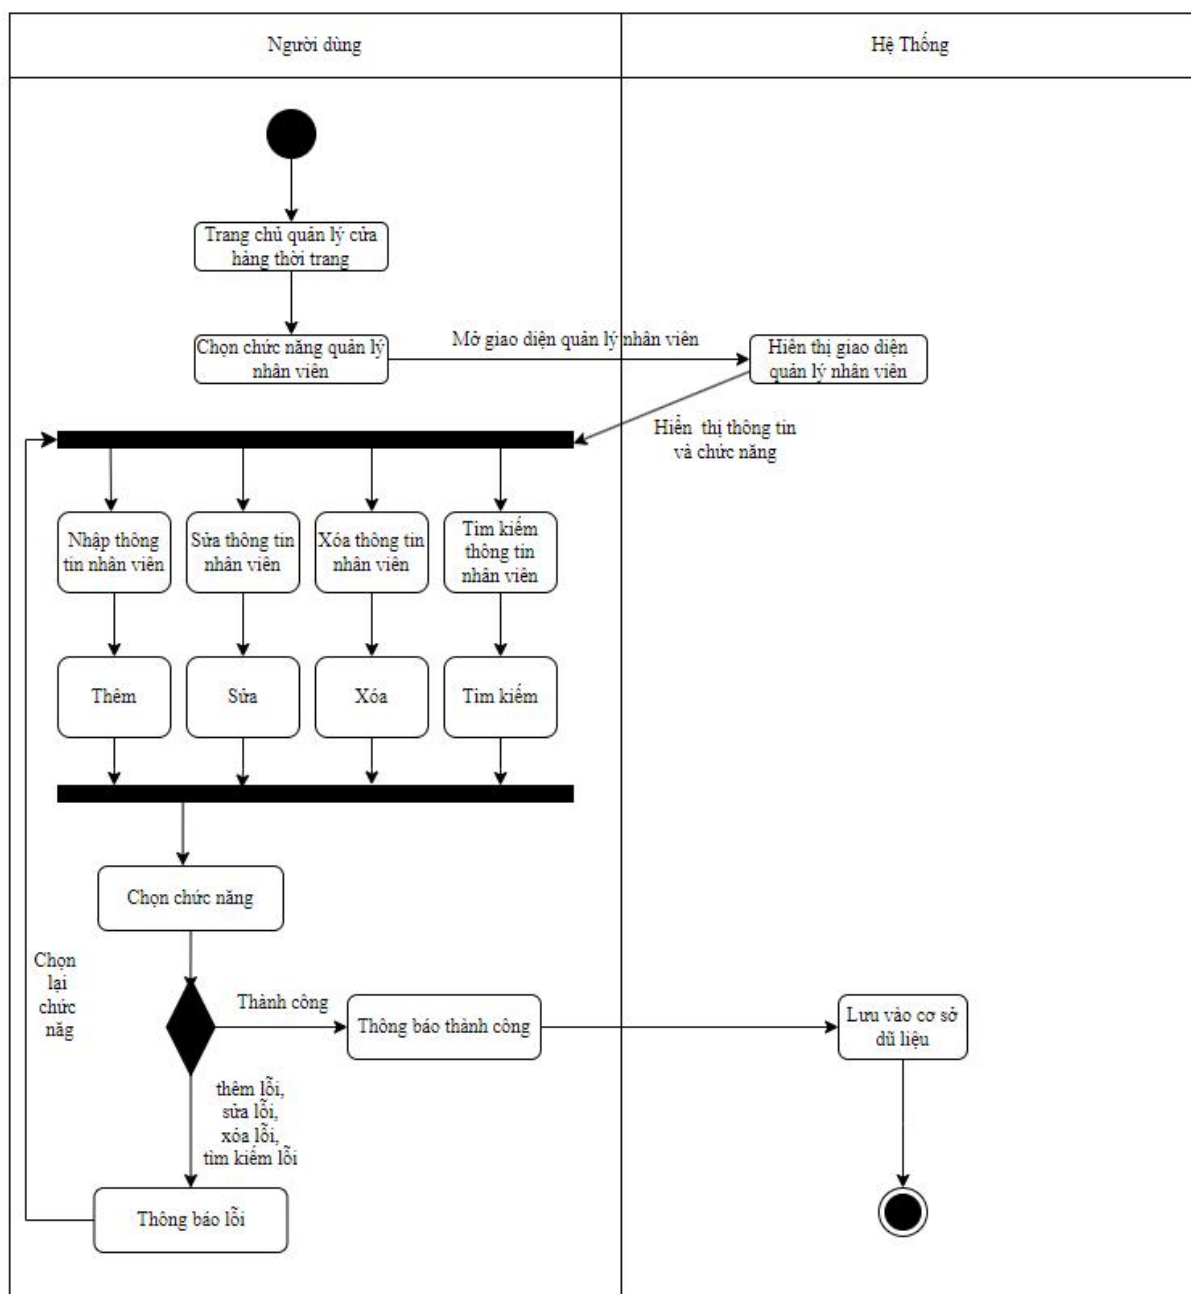 Người dùng
Hệ Thống
Trang chủ quản lý cửa
hàng thời trang
Chọn chức năng quản lý
nhân viên
Mở giao diện quản lý nhân viên
Hiển thị giao diện
quản lý nhân viên
Hiển thị thông tin
và chức năng
Nhập thông
tin nhân viên
Sửa thông tin
nhân viên
Xóa thông tin
nhân viên
Tìm kiếm
thông tin
nhân viên
Thêm
Sửa
Xóa
Tìm kiếm
Chọn chức năng
Chọn
lại
chức
năg
Thành công
Thông báo thành công
Lưu vào cơ sở
dũ liệu
thêm lỗi,
sửa lỗi,
xóa lỗi,
tìm kiếm lỗi
Thông báo lỗi